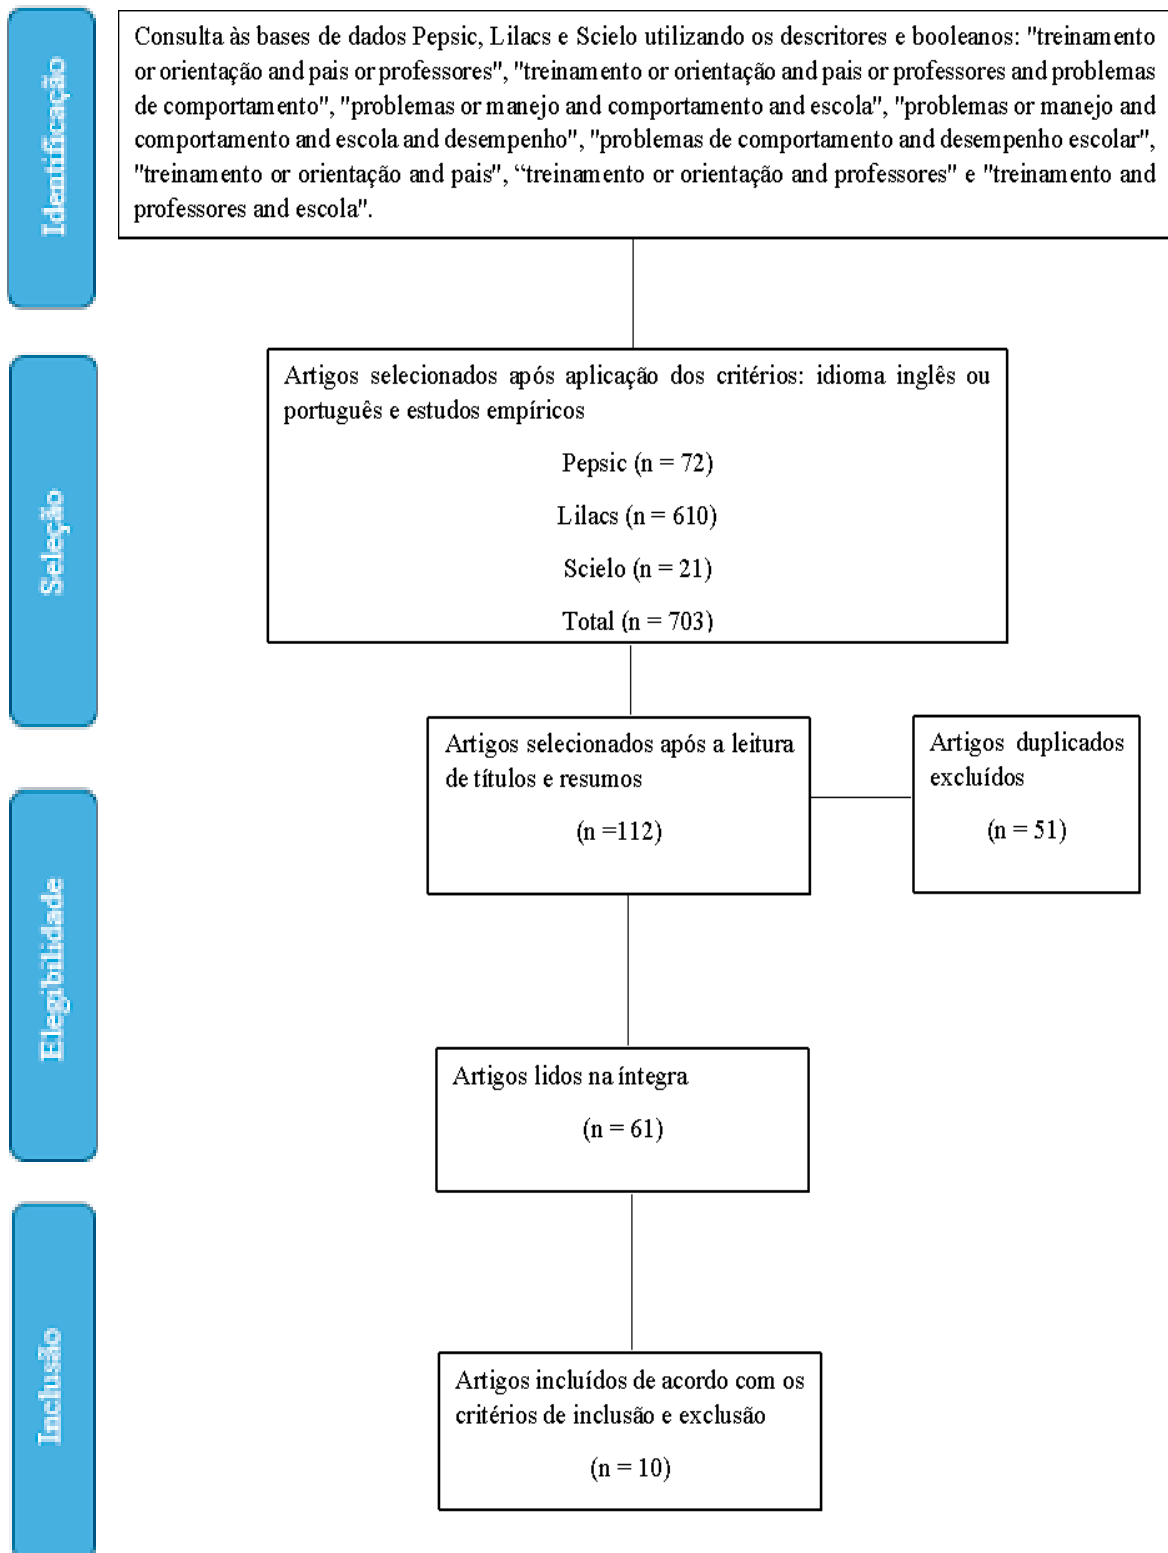 Identificação
Consulta às bases de dados Pepsic, Lilacs e Scielo utilizando os descritores e booleanos: "treinamento
or orientação and pais or professores", "treinamento or orientação and pais or professores and problemas
de comportamento", "problemas or manejo and comportamento and escola", "problemas or manejo and
comportamento and escola and desempenho", "problemas de comportamento and desempenho escolar",
"treinamento or orientação and pais", “treinamento or orientação and professores" e "treinamento and
professores and escola".
Seleção
Artigos selecionados após aplicação dos critérios: idioma inglês ou
português e estudos empíricos
Pepsic (n = 72)
Lilacs (n = 610)
Scielo (n = 21)
Total (n = 703)
Elegibilidade
Artigos selecionados após a leitura
de títulos e resumos
(n =112)
Artigos duplicados
excluídos
(n = 51)
Artigos lidos na íntegra
(n = 61)
Inclusão
Artigos incluídos de acordo com os
critérios de inclusão e exclusão
(n = 10)